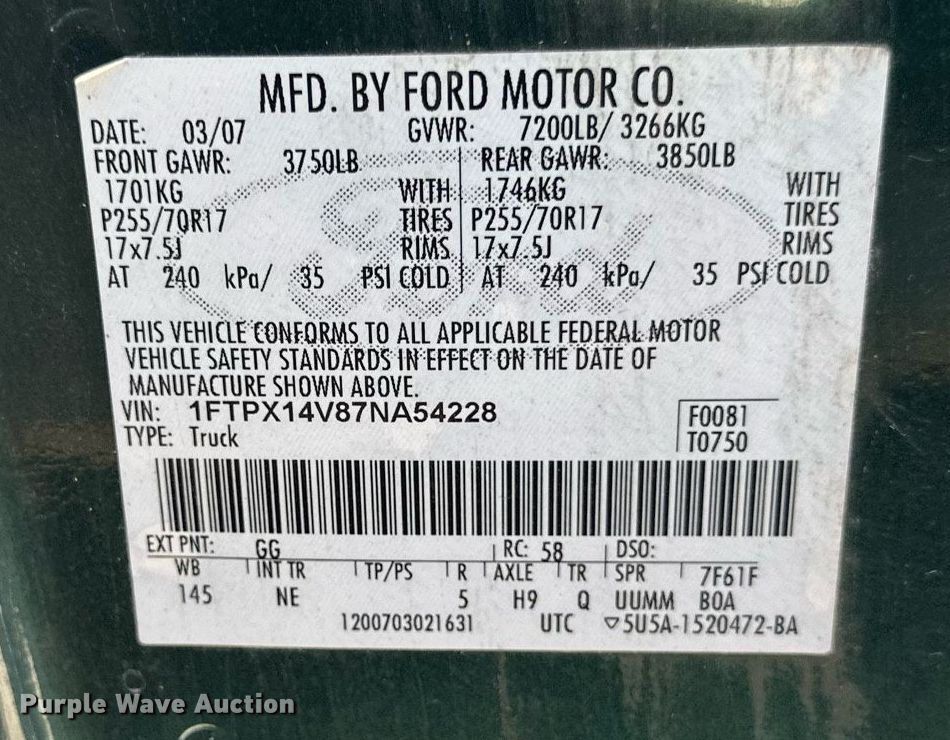 MFD. BY FORD MOTOR CO.
DATE: 03/07 GVWR: 7200LB/ 3266KG
FRONT GAWR: 3750LB REAR GAWR: 3850LB
1701KG WITH 1746KG WITH
P255/70R17 TIRES P255/70R17 TIRES
17x7.5J RIMS 17x7.5J RIMS
AT 240 kPa/ 35 PSI COLD AT 240 kPa/ 35 PSI COLD
THIS VEHICLE CONFORMS TO ALL APPLICABLE FEDERAL MOTOR
VEHICLE SAFETY STANDARDS IN EFFECT ON THE DATE OF
MANUFACTURE SHOWN ABOVE.
VIN: 1FTPX14V87NA54228 F0081
TYPE: Truck T0750
EXT PNT: GG RC: 58 DSO:
WB INT TR TP/PS R AXLE TR SPR 7F61F
145 NE 5 H9 Q UUMM BOA
1200703021631 UTC ▽5U5A-1520472-BA
Purple Wave Auction